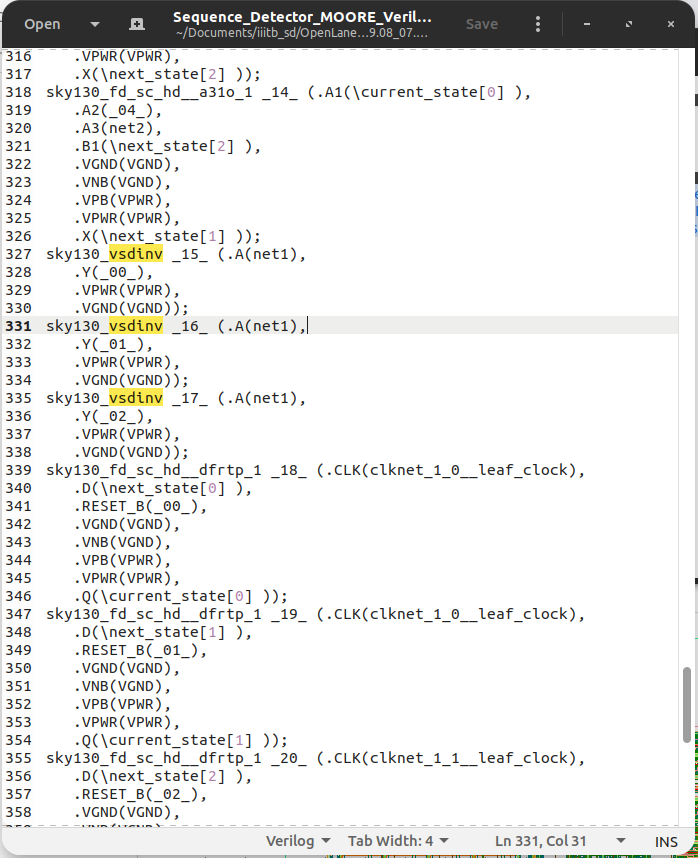 Open
Sequence_Detector_MOORE_Veril...
~/Documents/iiitb_sd/OpenLane...9.08_07....
Save
316 .VPWR(VPWR),
317 .X(\next_state[2] ));
318 sky130_fd_sc_hd__a31o_1 _14_ (.A1(\current_state[0] ),
319 .A2(_04_),
320 .A3(net2),
321 .B1(\next_state[2] ),
322 .VGND(VGND),
323 .VNB(VGND),
324 .VPB(VPWR),
325 .VPWR(VPWR),
326 .X(\next_state[1] ));
327 sky130_vsdinv _15_ (.A(net1),
328 .Y(_00_),
329 .VPWR(VPWR),
330 .VGND(VGND));
331 sky130_vsdinv _16_ (.A(net1),
332 .Y(_01_),
333 .VPWR(VPWR),
334 .VGND(VGND));
335 sky130_vsdinv _17_ (.A(net1),
336 .Y(_02_),
337 .VPWR(VPWR),
338 .VGND(VGND));
339 sky130_fd_sc_hd__dfrtp_1 _18_ (.CLK(clknet_1_0__leaf_clock),
340 .D(\next_state[0] ),
341 .RESET_B(_00_),
342 .VGND(VGND),
343 .VNB(VGND),
344 .VPB(VPWR),
345 .VPWR(VPWR),
346 .Q(\current_state[0] ));
347 sky130_fd_sc_hd__dfrtp_1 _19_ (.CLK(clknet_1_0__leaf_clock),
348 .D(\next_state[1] ),
349 .RESET_B(_01_),
350 .VGND(VGND),
351 .VNB(VGND),
352 .VPB(VPWR),
353 .VPWR(VPWR),
354 .Q(\current_state[1] ));
355 sky130_fd_sc_hd__dfrtp_1 _20_ (.CLK(clknet_1_1__leaf_clock),
356 .D(\next_state[2] ),
357 .RESET_B(_02_),
358 .VGND(VGND),
Verilog Tab Width: 4 Ln 331, Col 31 INS